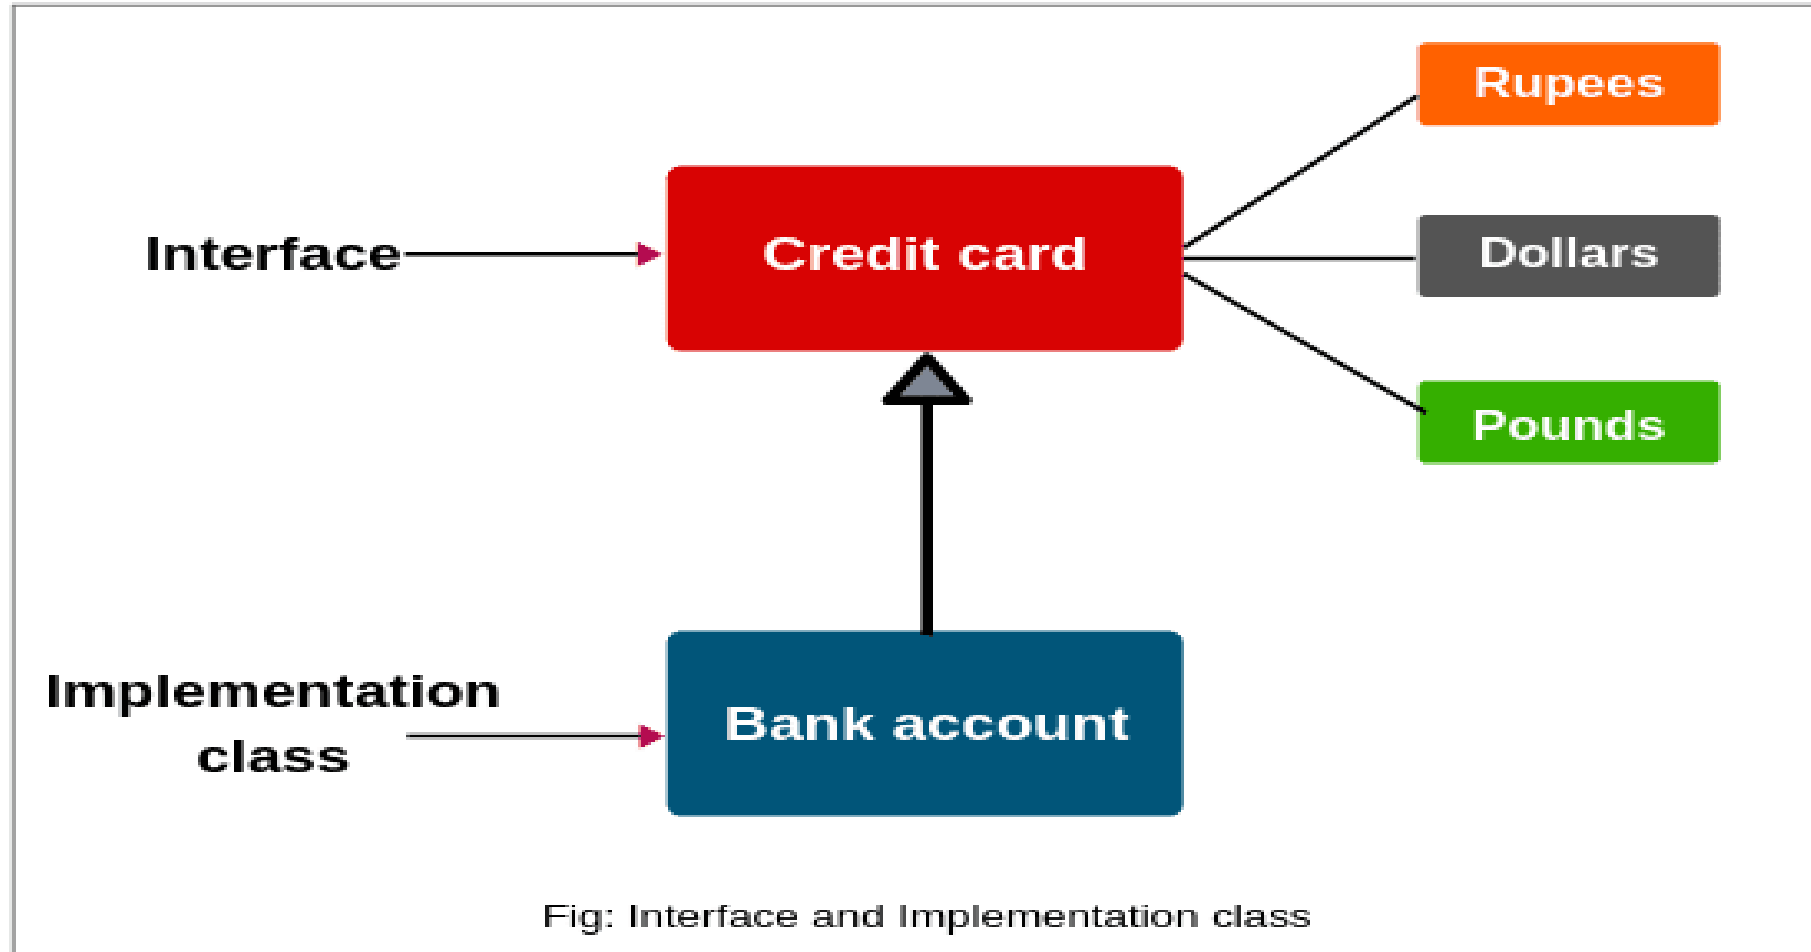 Rupees
Interface
Credit card
Dollars
Pounds
Implementation
class
Bank account
Fig: Interface and Implementation class